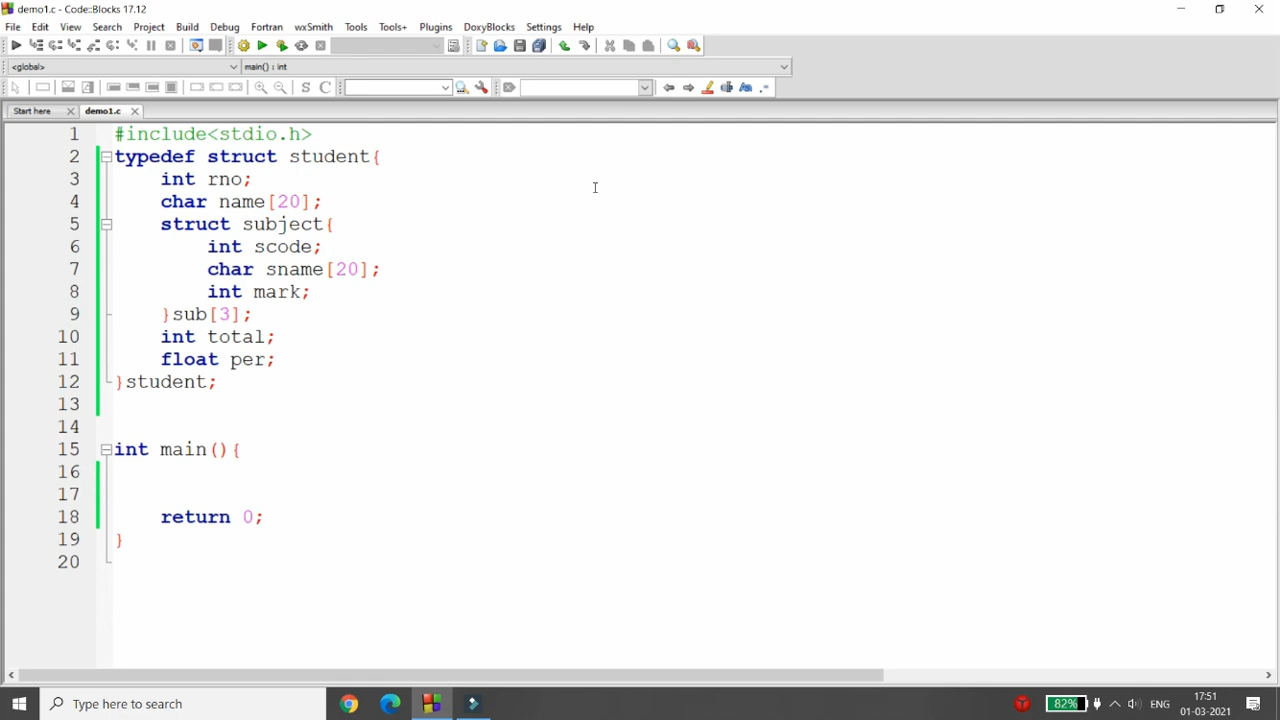 demo1.c - Code::Blocks 17.12
File Edit View Search Project Build Debug Fortran wxSmith Tools Tools+ Plugins DoxyBlocks Settings Help
<global> main() : int
S C
Start here demo1.c
1 #include<stdio.h>
2 typedef struct student{
3 int rno;
4 char name[20];
5 struct subject{
6 int scode;
7 char sname[20];
8 int mark;
9 }sub[3];
10 int total;
11 float per;
12 }student;
13
14
15 int main(){
16
17
18 return 0;
19 }
20
Type here to search
82% ENG 17:51
01-03-2021